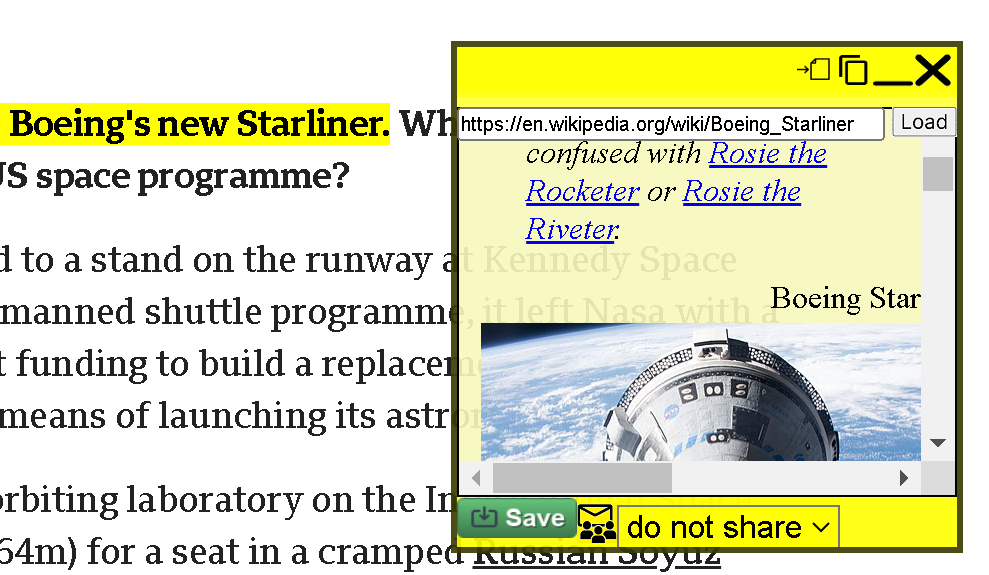 Boeing's new Starliner. Wh
US space programme?
d to a stand on the runway at Kennedy Space
manned shuttle programme, it left Nasa with a
t funding to build a replacem
means of launching its astro
orbiting laboratory on the In
64m) for a seat in a cramped Russian Soyuz
https://en.wikipedia.org/wiki/Boeing_Starliner
Load
confused with Rosie the
Rocketer or Rosie the
Riveter.
Boeing Star
Save
do not share